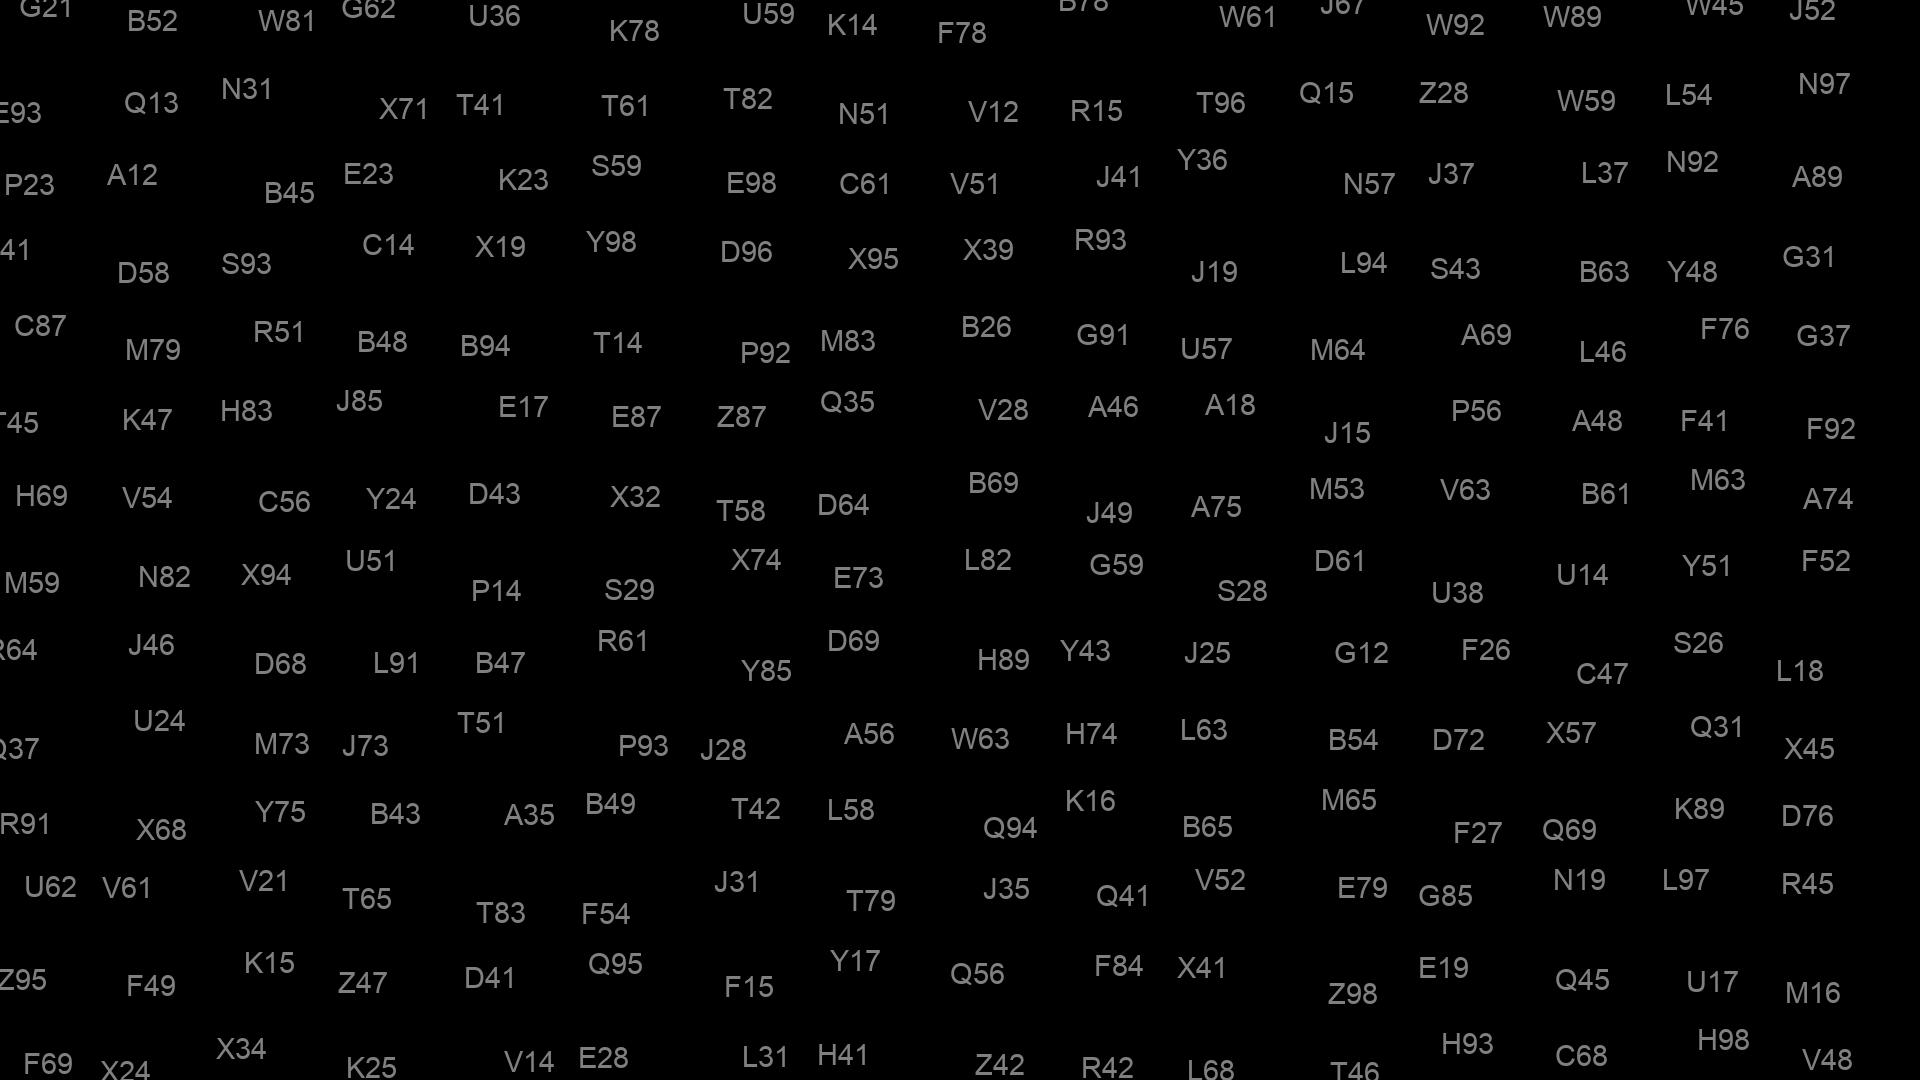 G21 B52 W81 G62 U36 K78 U59 K14 F78 B78 W61 J67 W92 W89 W45 J52
E93 Q13 N31 X71 T41 T61 T82 N51 V12 R15 T96 Q15 Z28 W59 L54 N97
P23 A12 B45 E23 K23 S59 E98 C61 V51 J41 Y36 N57 J37 L37 N92 A89
41 D58 S93 C14 X19 Y98 D96 X95 X39 R93 J19 L94 S43 B63 Y48 G31
C87 M79 R51 B48 B94 T14 P92 M83 B26 G91 U57 M64 A69 L46 F76 G37
T45 K47 H83 J85 E17 E87 Z87 Q35 V28 A46 A18 J15 P56 A48 F41 F92
H69 V54 C56 Y24 D43 X32 T58 D64 B69 J49 A75 M53 V63 B61 M63 A74
M59 N82 X94 U51 P14 S29 X74 E73 L82 G59 S28 D61 U38 U14 Y51 F52
R64 J46 D68 L91 B47 R61 Y85 D69 H89 Y43 J25 G12 F26 C47 S26 L18
Q37 U24 M73 J73 T51 P93 J28 A56 W63 H74 L63 B54 D72 X57 Q31 X45
R91 X68 Y75 B43 A35 B49 T42 L58 Q94 K16 B65 M65 F27 Q69 K89 D76
U62 V61 V21 T65 T83 F54 J31 T79 J35 Q41 V52 E79 G85 N19 L97 R45
Z95 F49 K15 Z47 D41 Q95 F15 Y17 Q56 F84 X41 Z98 E19 Q45 U17 M16
F69 X24 X34 K25 V14 E28 L31 H41 Z42 R42 L68 T46 H93 C68 H98 V48